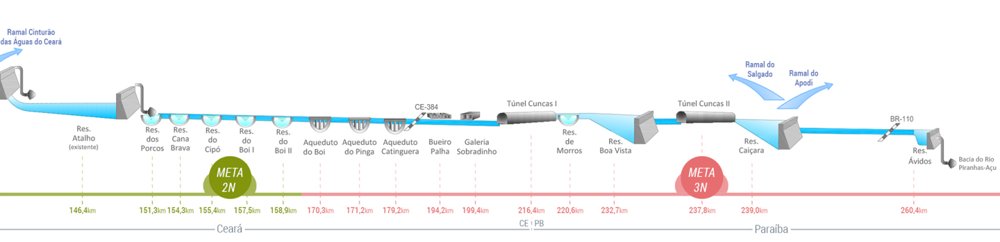 Ramal Cinturão
das Águas do Ceará
Ramal do
Salgado
Ramal do
Apodi
CE-384
Túnel Cuncas I
Túnel Cuncas II
BR-110
Res.
Atalho
(existente)
Res.
dos
Porcos
Res.
Cana
Brava
Res.
do
Cipó
Res.
do
Boi I
Res.
do
Boi II
Aqueduto
do Boi
Aqueduto
do Pinga
Aqueduto
Catingueira
Bueiro
Palha
Galeria
Sobradinho
Res.
de
Morros
Res.
Boa Vista
Res.
Caiçara
Res.
Ávidos
Bacia do Rio
Piranhas-Açu
META
2N
META
3N
146,4km
151,3km
154,3km
155,4km
157,5km
158,9km
170,3km
171,2km
179,2km
194,2km
199,4km
216,4km
220,6km
232,7km
237,8km
239,0km
260,4km
CE PB
Ceará
Paraíba